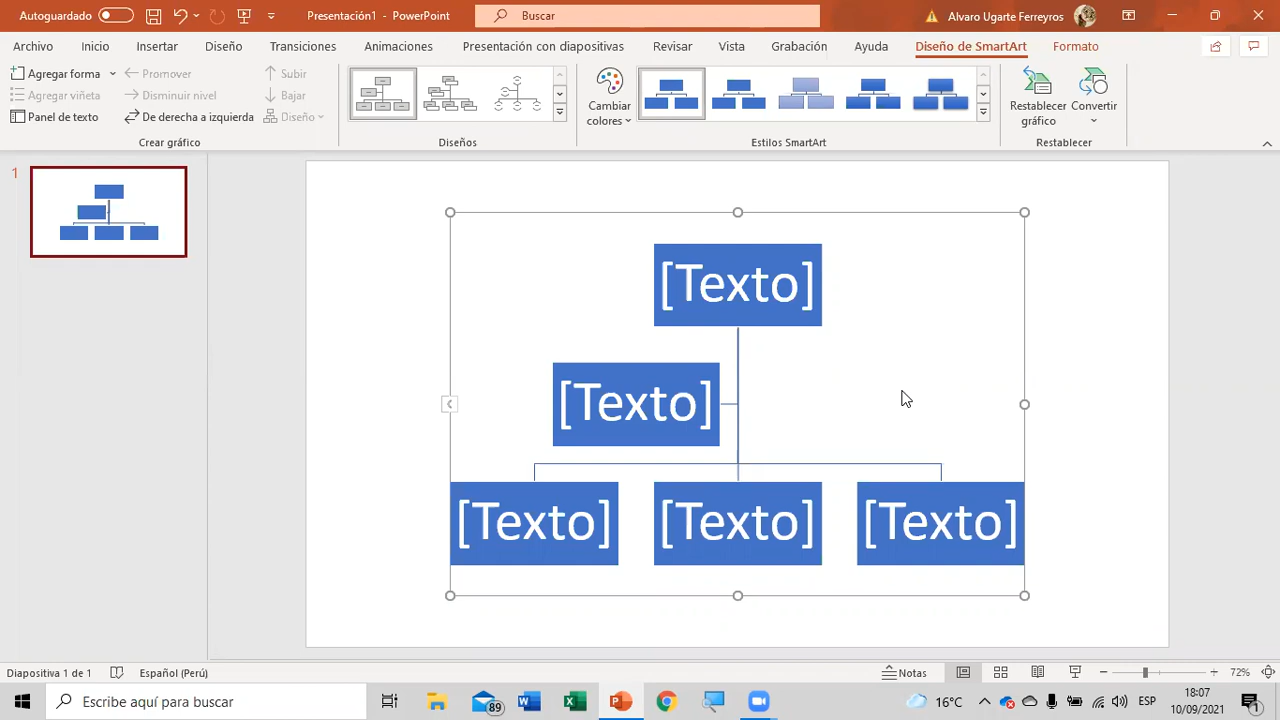 Autoguardado
Presentación1 - PowerPoint
Buscar
Alvaro Ugarte Ferreyros
Archivo Inicio Insertar Diseño Transiciones Animaciones Presentación con diapositivas Revisar Vista Grabación Ayuda Diseño de SmartArt Formato
Agregar forma Promover Subir
Agregar viñeta Disminuir nivel Bajar
Panel de texto De derecha a izquierda Diseño
Crear gráfico
Diseños
Cambiar
colores
Estilos SmartArt
Restablecer
gráfico
Convertir
Restablecer
1
[Texto]
[Texto]
[Texto] [Texto] [Texto]
Diapositiva 1 de 1 Español (Perú) Notas 72%
Escribe aquí para buscar
89
16°C
ESP
18:07
10/09/2021
1